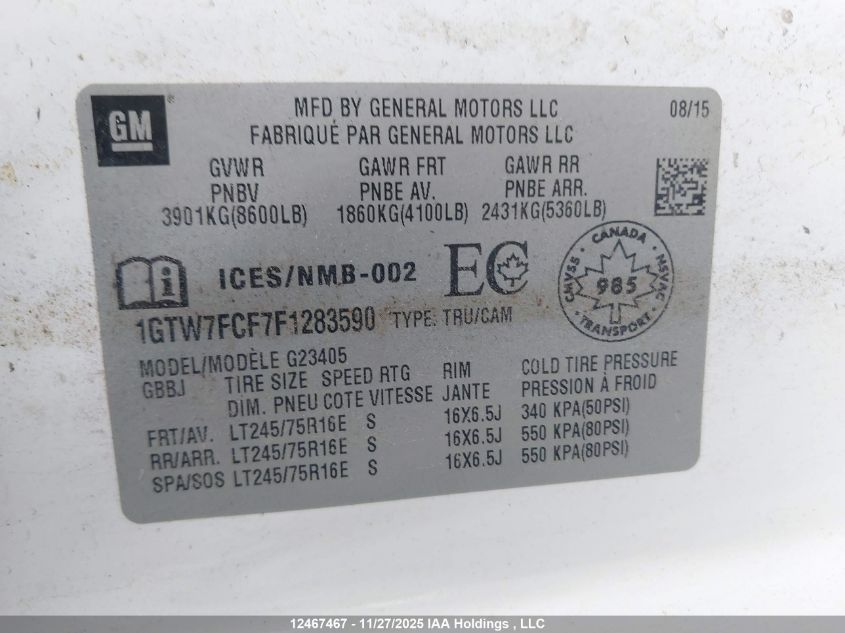 GM
MFD BY GENERAL MOTORS LLC 08/15
FABRIQUÉ PAR GENERAL MOTORS LLC
GVWR GAWR FRT GAWR RR
PNBV PNBE AV. PNBE ARR.
3901KG(8600LB) 1860KG(4100LB) 2431KG(5360LB)
i ICES/NMB-002 EC
CANADA
CMVSS 985 NSVAC
TRANSPORT
1GTW7FCF7F1283590 TYPE: TRU/CAM
MODEL/MODÈLE G23405
GBBJ TIRE SIZE SPEED RTG RIM COLD TIRE PRESSURE
DIM. PNEU COTE VITESSE JANTE PRESSION À FROID
FRT/AV. LT245/75R16E S 16X6.5J 340 KPA(50PSI)
RR/ARR. LT245/75R16E S 16X6.5J 550 KPA(80PSI)
SPA/SOS LT245/75R16E S 16X6.5J 550 KPA(80PSI)
12467467 - 11/27/2025 IAA Holdings , LLC